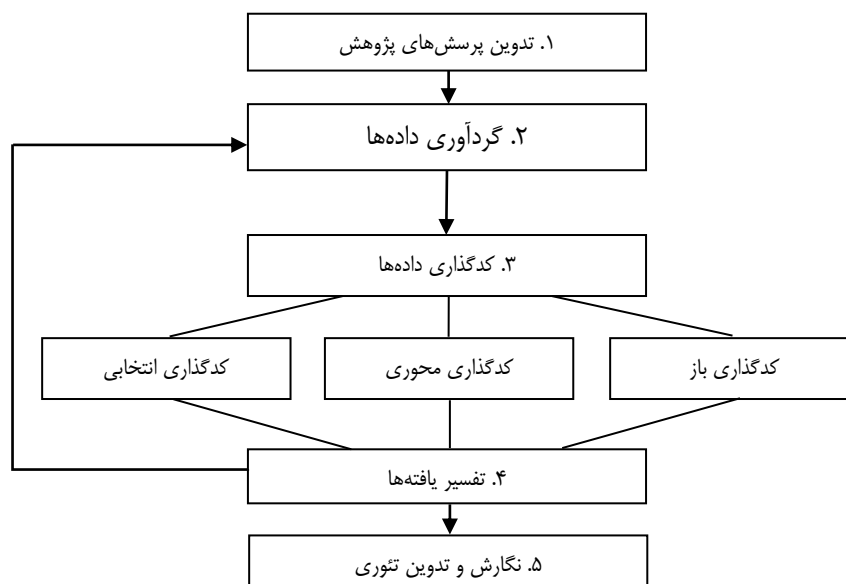 ۱. تدوین پرسش‌های پژوهش
۲. گردآوری داده‌ها
۳. کدگذاری داده‌ها
کدگذاری باز
کدگذاری محوری
کدگذاری انتخابی
۴. تفسیر یافته‌ها
۵. نگارش و تدوین تئوری